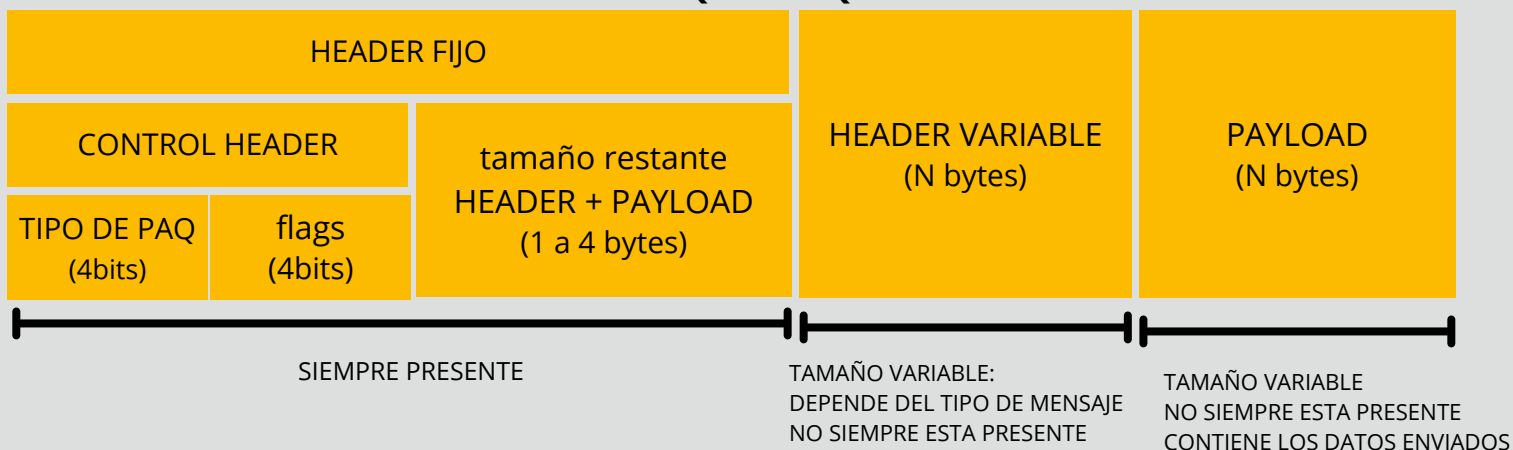 HEADER FIJO
CONTROL HEADER
TIPO DE PAQ
(4bits)
flags
(4bits)
tamaño restante
HEADER + PAYLOAD
(1 a 4 bytes)
HEADER VARIABLE
(N bytes)
PAYLOAD
(N bytes)
SIEMPRE PRESENTE
TAMAÑO VARIABLE:
DEPENDE DEL TIPO DE MENSAJE
NO SIEMPRE ESTA PRESENTE
TAMAÑO VARIABLE
NO SIEMPRE ESTA PRESENTE
CONTIENE LOS DATOS ENVIADOS